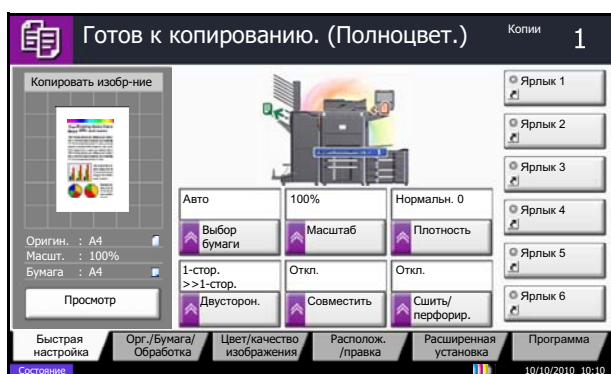 Готов к копированию. (Полноцвет.)
Копии
1
Копировать изобр-ние
Оригин. : A4
Масшт. : 100%
Бумага : A4
Просмотр
Авто
Выбор
бумаги
100%
Масштаб
Нормальн. 0
Плотность
1-стор.
>>1-стор.
Двусторон.
Откл.
Совместить
Откл.
Сшить/
перфорир.
Ярлык 1
Ярлык 2
Ярлык 3
Ярлык 4
Ярлык 5
Ярлык 6
Быстрая
настройка
Орг./Бумага/
Обработка
Цвет/качество
изображения
Располож.
/правка
Расширенная
установка
Программа
Состояние
10/10/2010 10:10